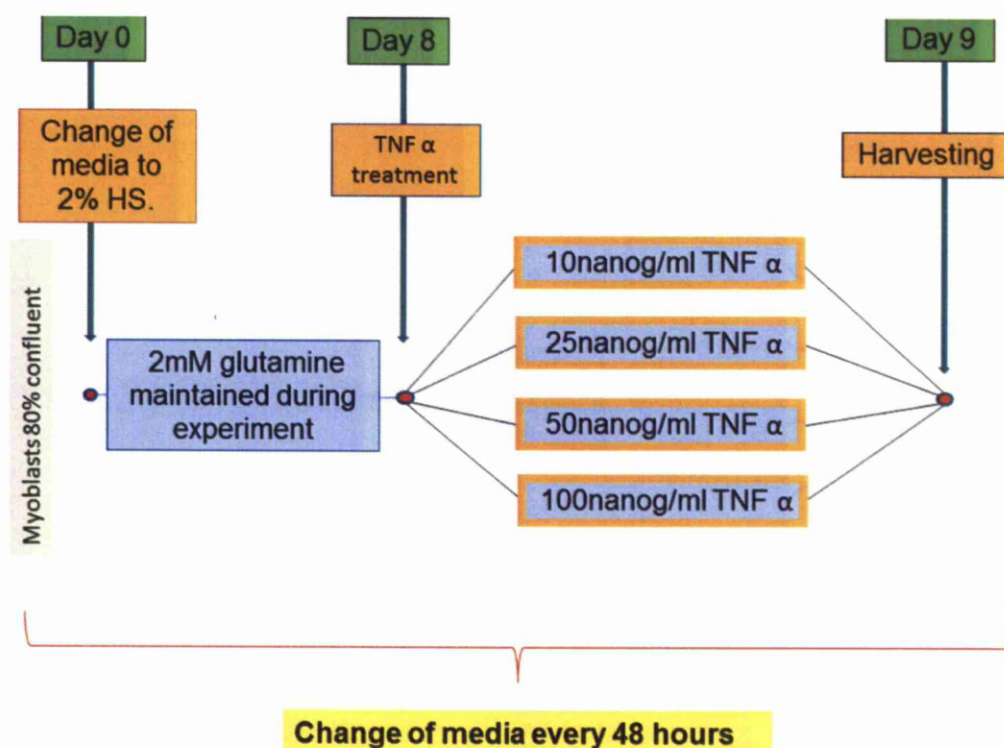 Day 0
Day 8
Day 9
Change of
media to
2% HS.
TNF α
treatment
Harvesting
Myoblasts 80% confluent
2mM glutamine
maintained during
experiment
10nanog/ml TNF α
25nanog/ml TNF α
50nanog/ml TNF α
100nanog/ml TNF α
Change of media every 48 hours